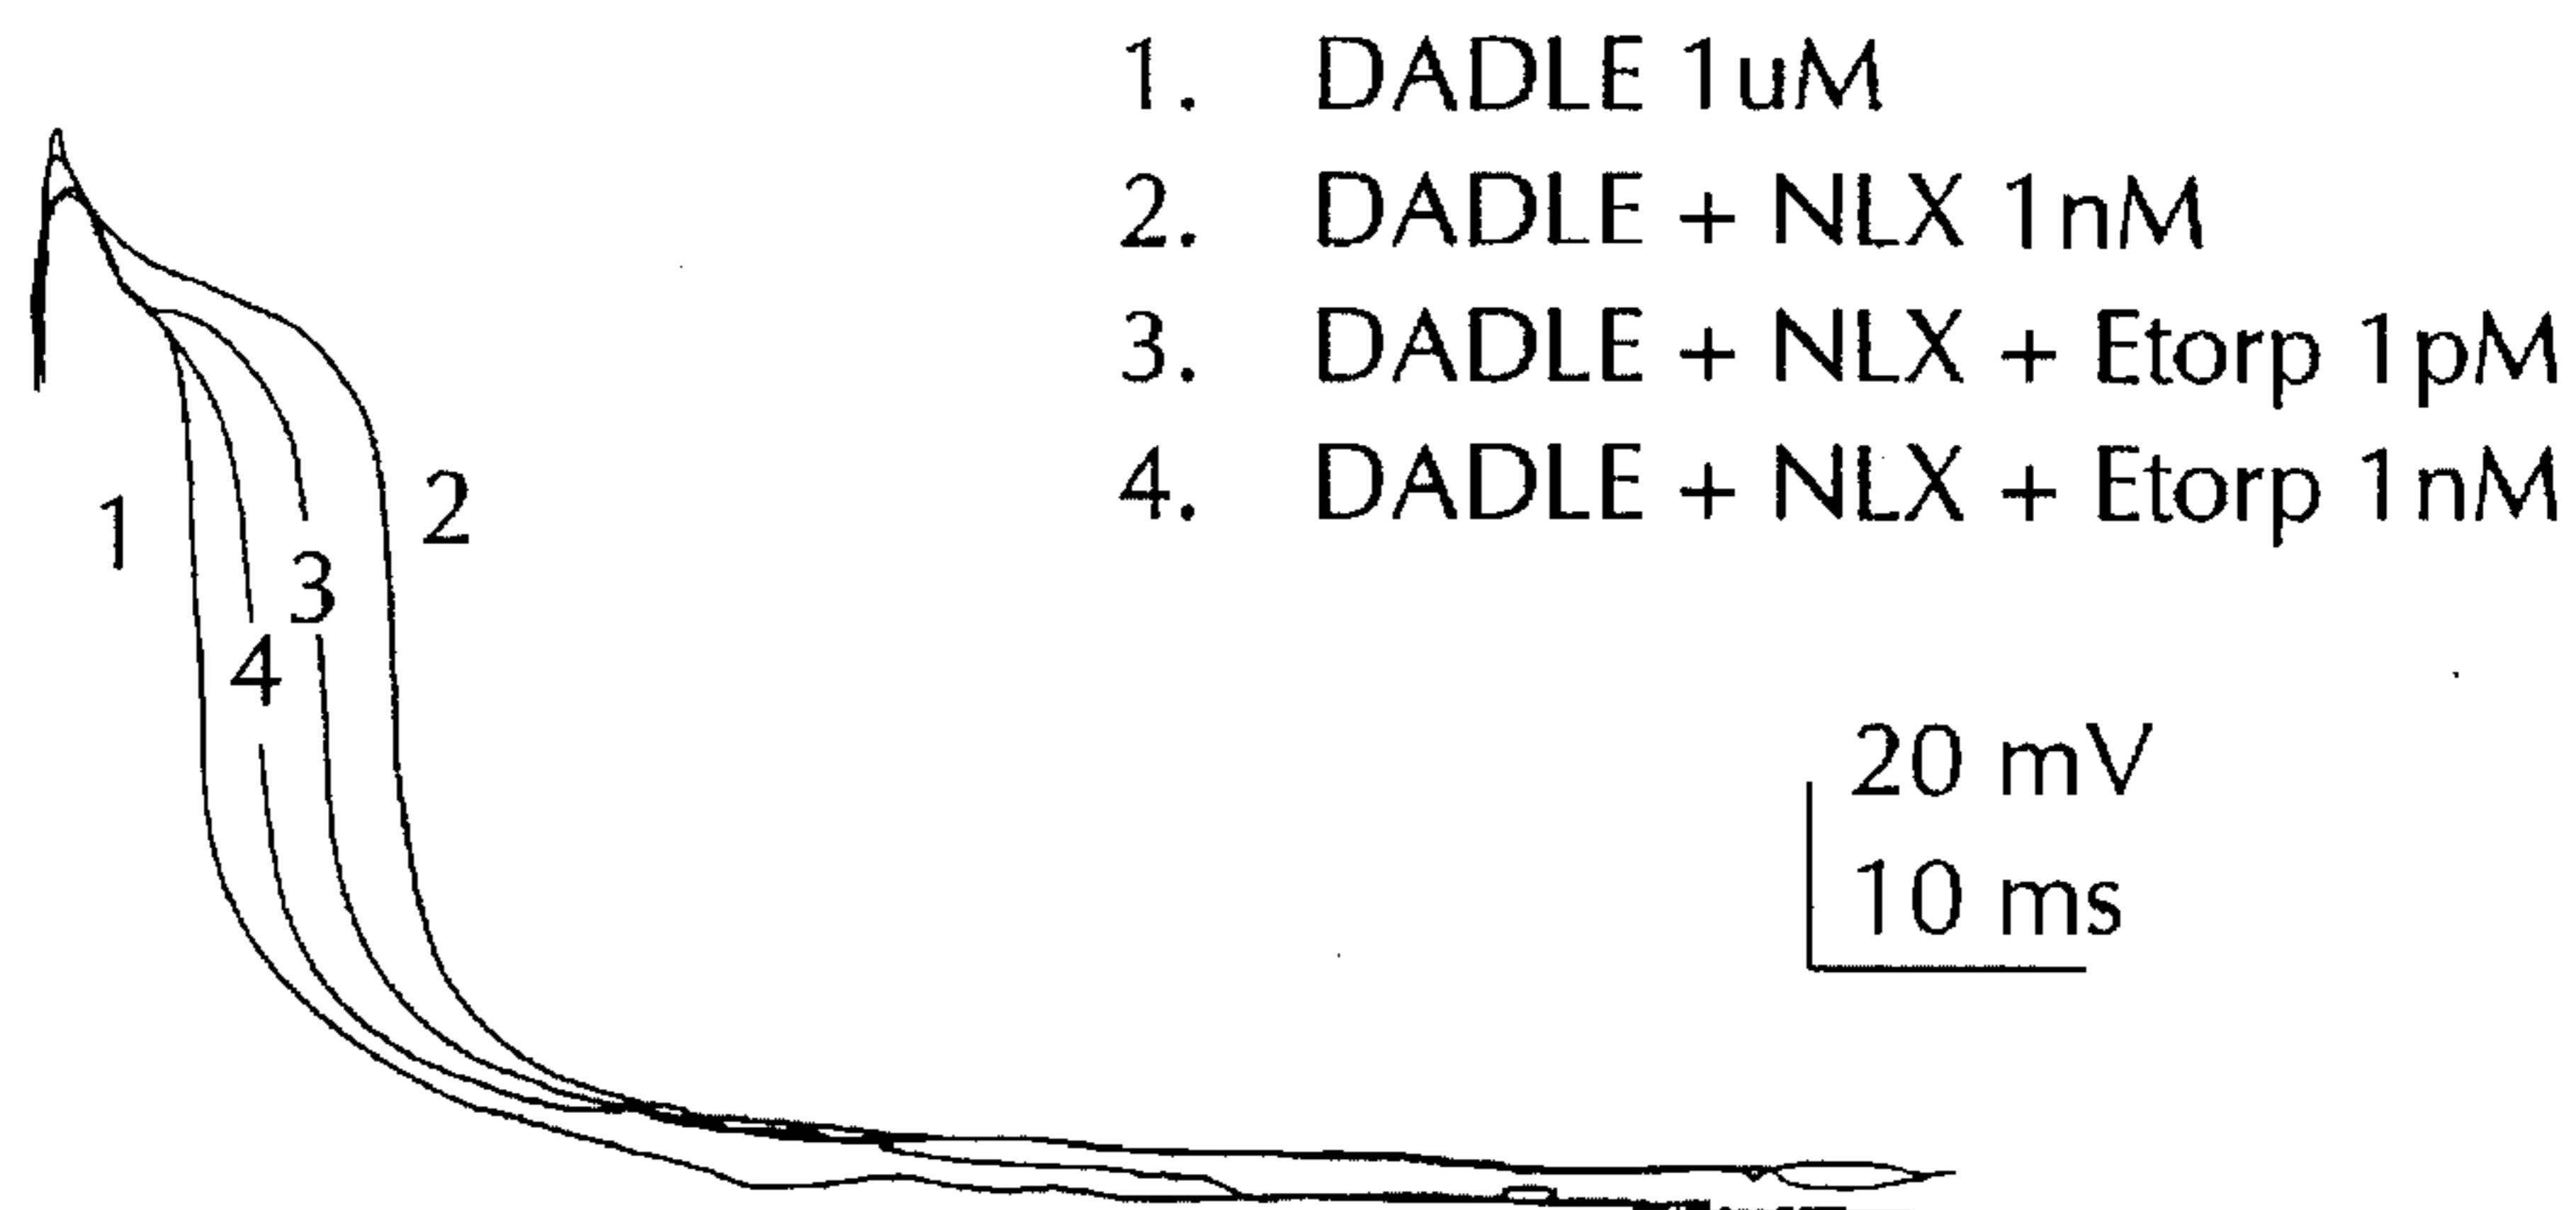 1. DADLE 1uM
2. DADLE + NLX 1nM
3. DADLE + NLX + Etorp 1pM
4. DADLE + NLX + Etorp 1nM
1
2
3
4
20 mV
10 ms